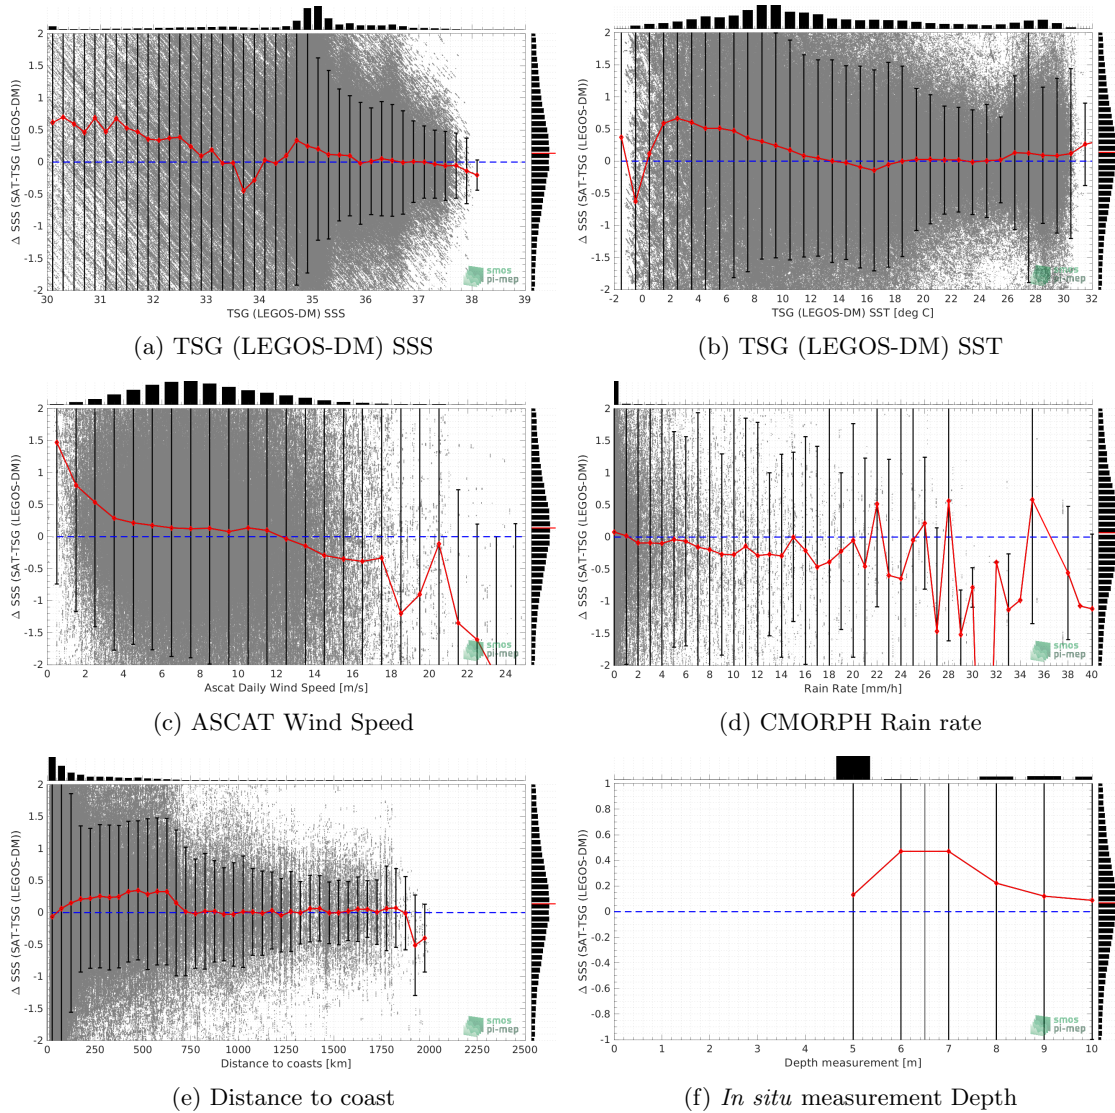 2
1.5
1
0.5
0
-0.5
-1
-1.5
-2
Δ SSS (SAT-TSG (LEGOS-DM))
30 31 32 33 34 35 36 37 38 39
TSG (LEGOS-DM) SSS
smos
pi-mep
(a) TSG (LEGOS-DM) SSS
2
1.5
1
0.5
0
-0.5
-1
-1.5
-2
Δ SSS (SAT-TSG (LEGOS-DM))
-2 0 2 4 6 8 10 12 14 16 18 20 22 24 26 28 30 32
TSG (LEGOS-DM) SST [deg C]
smos
pi-mep
(b) TSG (LEGOS-DM) SST
2
1.5
1
0.5
0
-0.5
-1
-1.5
-2
Δ SSS (SAT-TSG (LEGOS-DM))
0 2 4 6 8 10 12 14 16 18 20 22 24
Ascat Daily Wind Speed [m/s]
smos
pi-mep
(c) ASCAT Wind Speed
2
1.5
1
0.5
0
-0.5
-1
-1.5
-2
Δ SSS (SAT-TSG (LEGOS-DM))
0 2 4 6 8 10 12 14 16 18 20 22 24 26 28 30 32 34 36 38 40
Rain Rate [mm/h]
smos
pi-mep
(d) CMORPH Rain rate
2
1.5
1
0.5
0
-0.5
-1
-1.5
-2
Δ SSS (SAT-TSG (LEGOS-DM))
0 250 500 750 1000 1250 1500 1750 2000 2250 2500
Distance to coasts [km]
smos
pi-mep
(e) Distance to coast
1
0.8
0.6
0.4
0.2
0
-0.2
-0.4
-0.6
-0.8
-1
Δ SSS (SAT-TSG (LEGOS-DM))
0 1 2 3 4 5 6 7 8 9 10
Depth measurement [m]
smos
pi-mep
(f) In situ measurement Depth